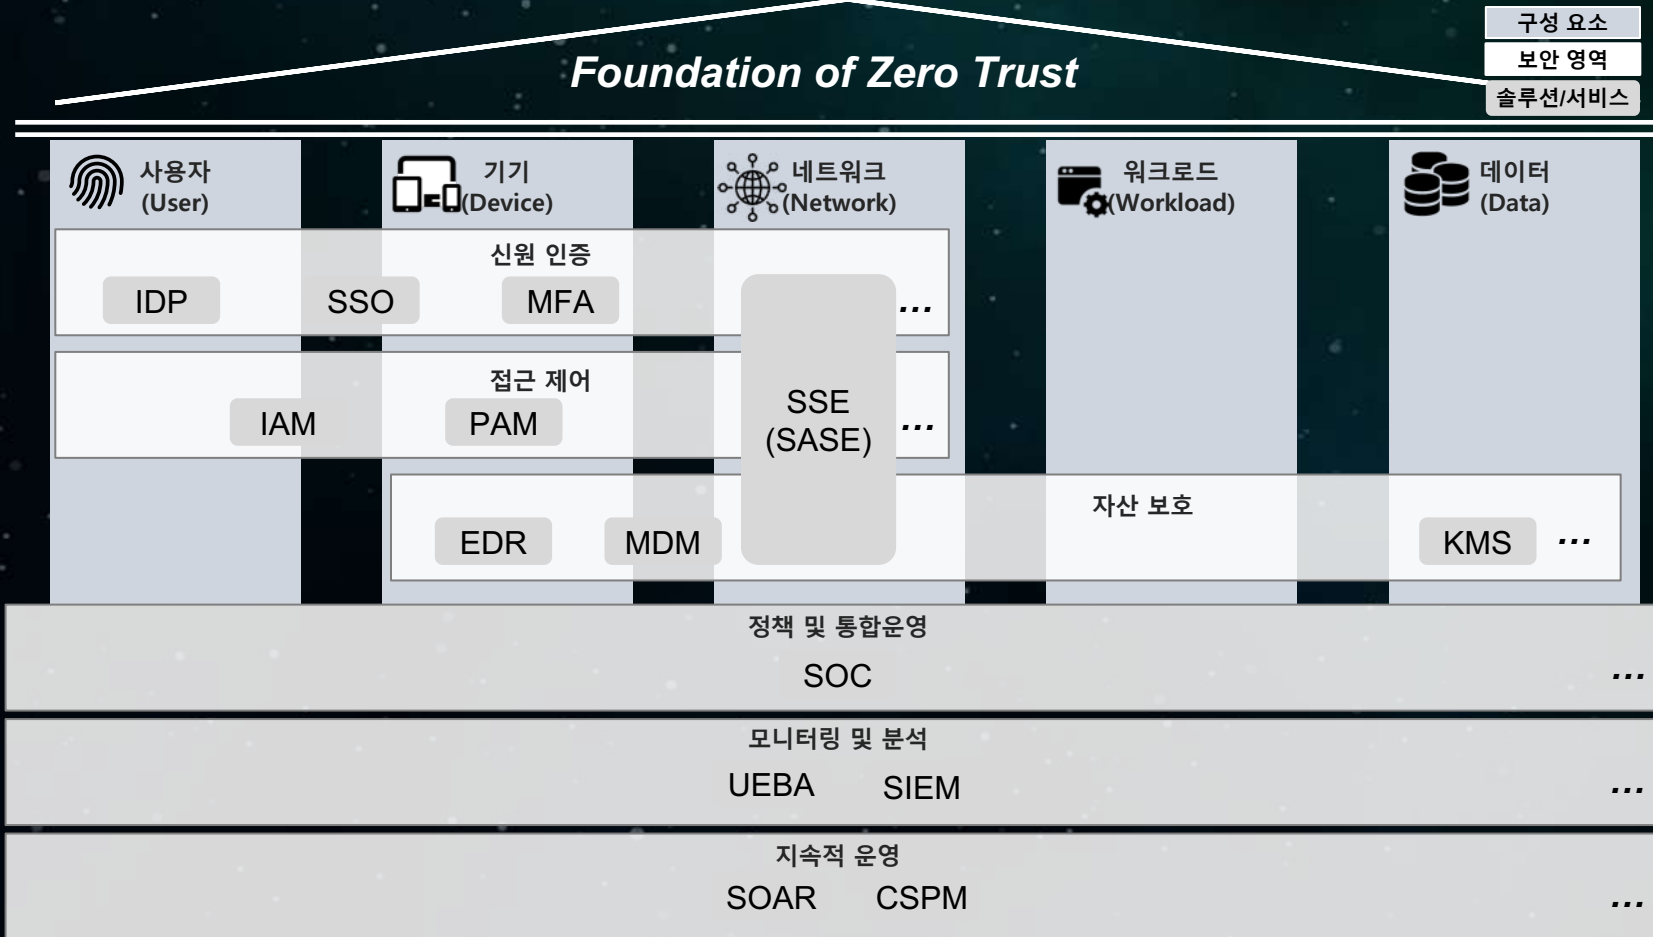 Foundation of Zero Trust
구성 요소
보안 영역
솔루션/서비스
사용자
(User)
기기
(Device)
네트워크
(Network)
워크로드
(Workload)
데이터
(Data)
신원 인증
IDP
SSO
MFA
...
접근 제어
IAM
PAM
...
SSE
(SASE)
자산 보호
EDR
MDM
KMS
...
정책 및 통합운영
SOC
...
모니터링 및 분석
UEBA
SIEM
...
지속적 운영
SOAR
CSPM
...